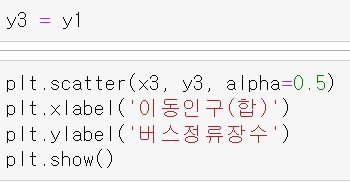 y3 = y1
plt.scatter(x3, y3, alpha=0.5)
plt.xlabel('이동인구(합)')
plt.ylabel('버스정류장수')
plt.show()